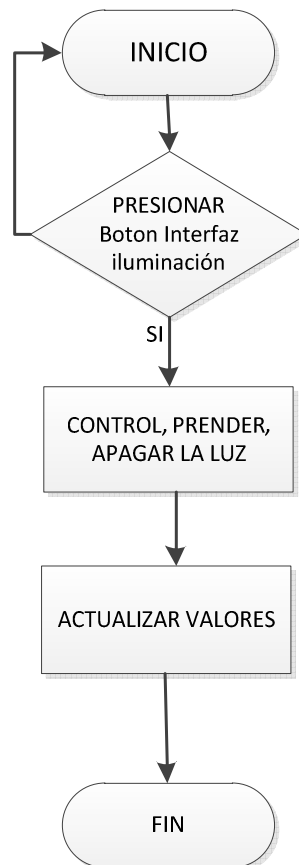 INICIO
PRESIONAR
Boton Interfaz
iluminación
SI
CONTROL, PRENDER,
APAGAR LA LUZ
ACTUALIZAR VALORES
FIN